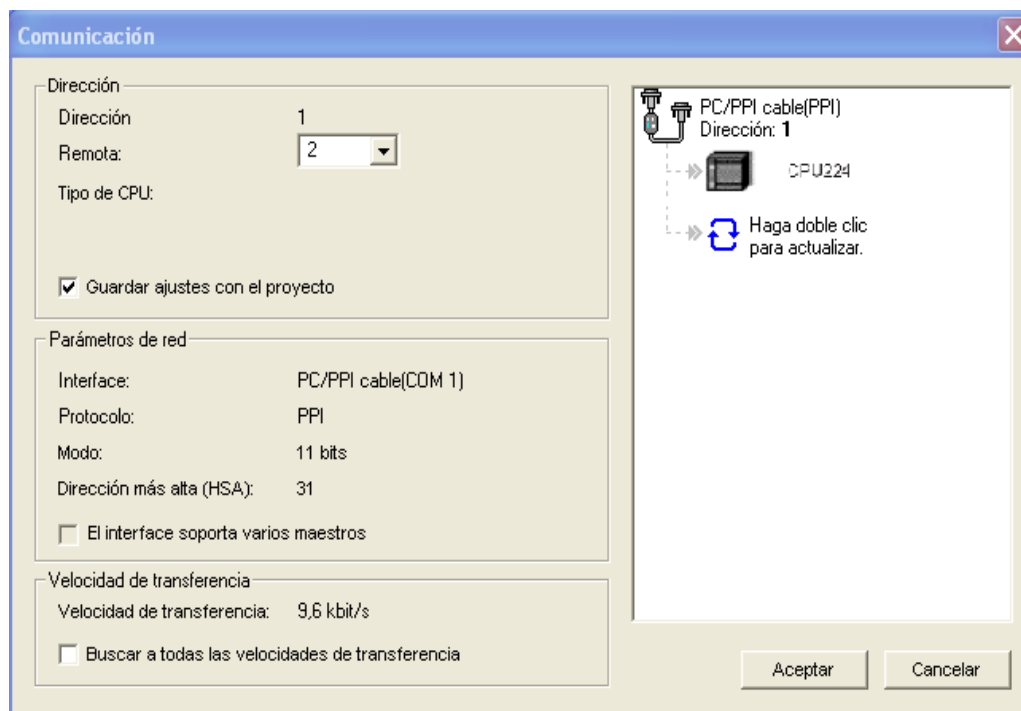 Comunicación
Dirección
Dirección 1
Remota: 2
Tipo de CPU:
Guardar ajustes con el proyecto
Parámetros de red
Interface: PC/PPI cable(COM 1)
Protocolo: PPI
Modo: 11 bits
Dirección más alta (HSA): 31
El interface soporta varios maestros
Velocidad de transferencia
Velocidad de transferencia: 9,6 kbit/s
Buscar a todas las velocidades de transferencia
PC/PPI cable(PPI)
Dirección: 1
CPU224
Haga doble clic
para actualizar.
Aceptar
Cancelar